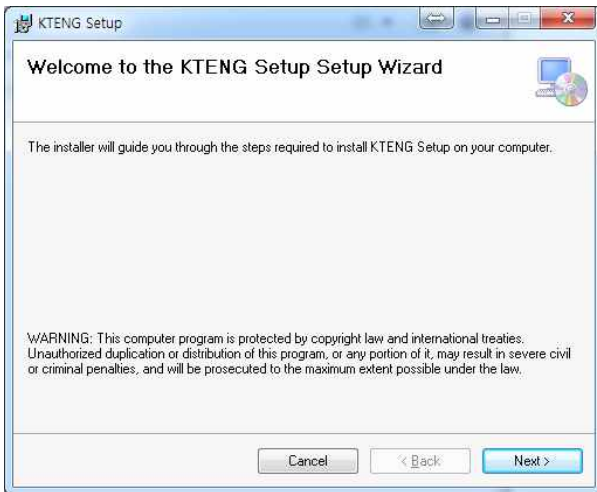 KTENG Setup
Welcome to the KTENG Setup Setup Wizard
The installer will guide you through the steps required to install KTENG Setup on your computer.
WARNING: This computer program is protected by copyright law and international treaties.
Unauthorized duplication or distribution of this program, or any portion of it, may result in severe civil
or criminal penalties, and will be prosecuted to the maximum extent possible under the law.
Cancel
< Back
Next >